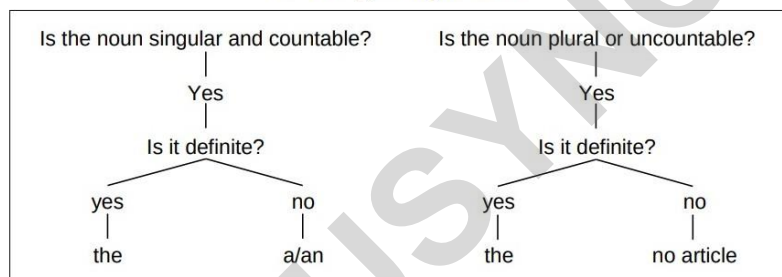 Is the noun singular and countable?
Yes
Is it definite?
yes no
the a/an
Is the noun plural or uncountable?
Yes
Is it definite?
yes no
the no article